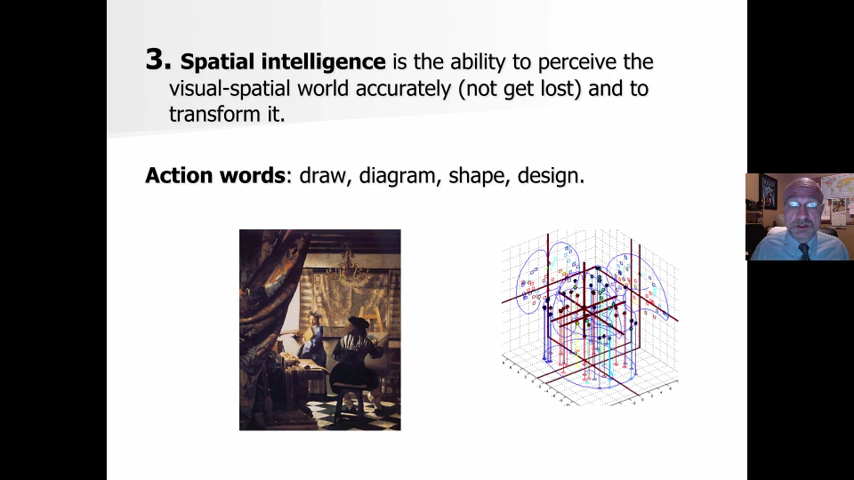 3. Spatial intelligence is the ability to perceive the
visual-spatial world accurately (not get lost) and to
transform it.
Action words: draw, diagram, shape, design.